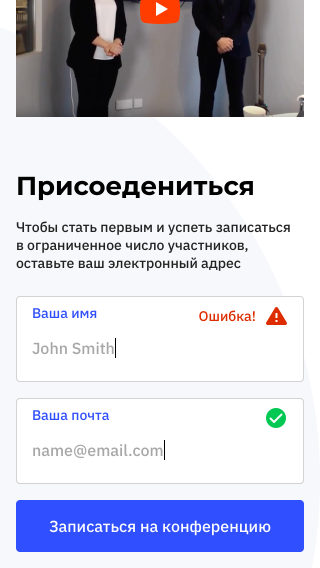 Присоедениться
Чтобы стать первым и успеть записаться
в ограниченное число участников,
оставьте ваш электронный адрес
Ваша имя
Ошибка!
John Smith
Ваша почта
name@email.com
Записаться на конференцию